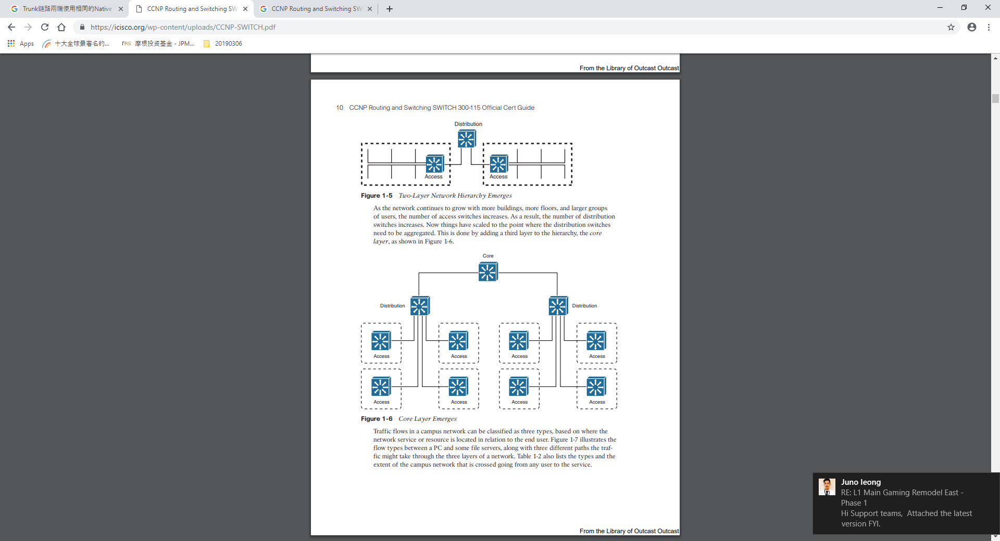 Trunk鏈路兩端使用相同的Native
CCNP Routing and Switching SW
CCNP Routing and Switching SW
https://icisco.org/wp-content/uploads/CCNP-SWITCH.pdf
Apps
十大全球最著名的...
摩根投資基金 - JPM...
20190306
From the Library of Outcast Outcast
10 CCNP Routing and Switching SWITCH 300-115 Official Cert Guide
Distribution
Access
Access
Figure 1-5 Two-Layer Network Hierarchy Emerges
As the network continues to grow with more buildings, more floors, and larger groups
of users, the number of access switches increases. As a result, the number of distribution
switches increases. Now things have scaled to the point where the distribution switches
need to be aggregated. This is done by adding a third layer to the hierarchy, the core
layer, as shown in Figure 1-6.
Core
Distribution
Distribution
Access
Access
Access
Access
Access
Access
Access
Access
Figure 1-6 Core Layer Emerges
Traffic flows in a campus network can be classified as three types, based on where the
network service or resource is located in relation to the end user. Figure 1-7 illustrates the
flow types between a PC and some file servers, along with three different paths the traf-
fic might take through the three layers of a network. Table 1-2 also lists the types and the
extent of the campus network that is crossed going from any user to the service.
From the Library of Outcast Outcast
Juno Ieong
RE: L1 Main Gaming Remodel East -
Phase 1
Hi Support teams, Attached the latest
version FYI.